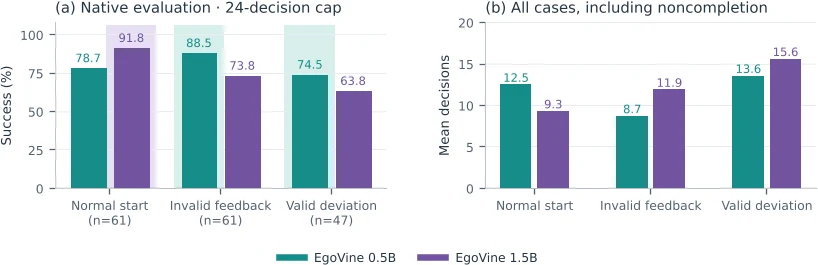 (a) Native evaluation · 24-decision cap
Success (%)
100
75
50
25
0
78.7
91.8
88.5
73.8
74.5
63.8
Normal start
(n=61)
Invalid feedback
(n=61)
Valid deviation
(n=47)
(b) All cases, including noncompletion
Mean decisions
20
15
10
5
0
12.5
9.3
8.7
11.9
13.6
15.6
Normal start
Invalid feedback
Valid deviation
EgoVine 0.5B
EgoVine 1.5B